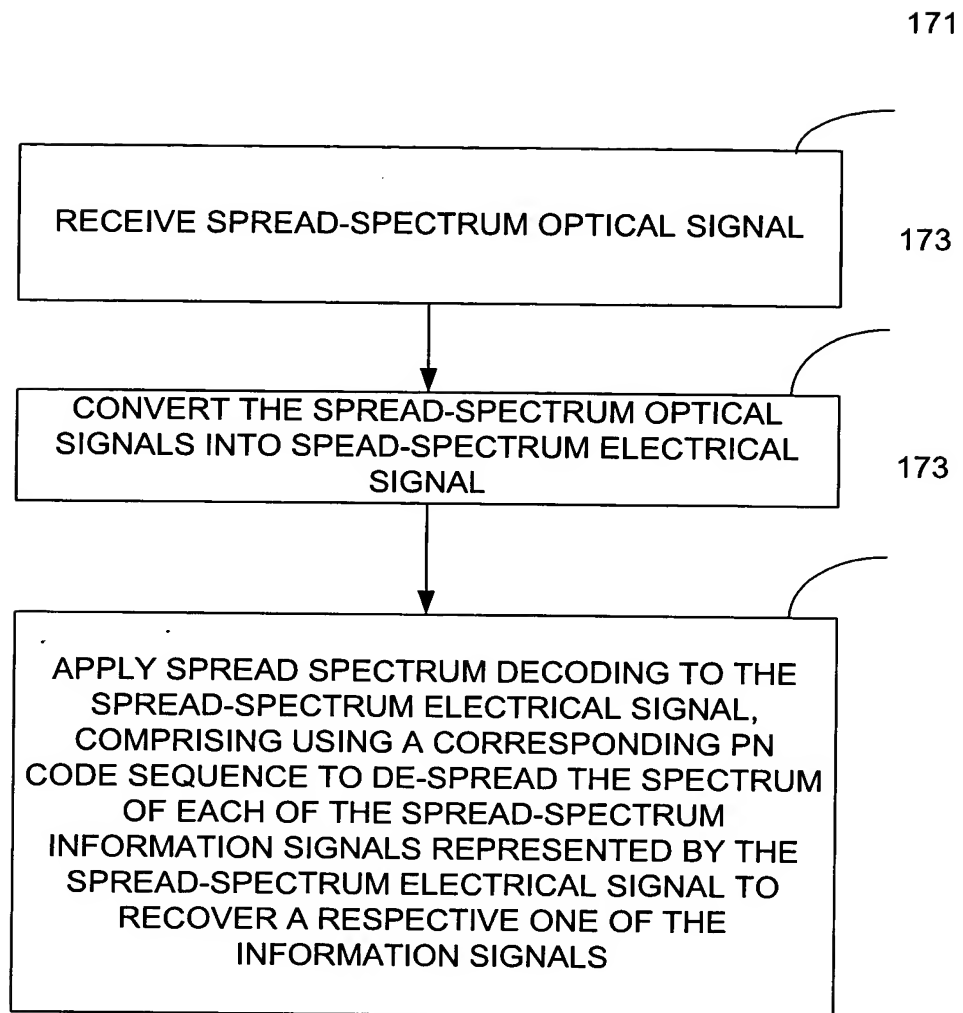 171
RECEIVE SPREAD-SPECTRUM OPTICAL SIGNAL
173
CONVERT THE SPREAD-SPECTRUM OPTICAL
SIGNALS INTO SPEAD-SPECTRUM ELECTRICAL
SIGNAL
173
APPLY SPREAD SPECTRUM DECODING TO THE
SPREAD-SPECTRUM ELECTRICAL SIGNAL,
COMPRISING USING A CORRESPONDING PN
CODE SEQUENCE TO DE-SPREAD THE SPECTRUM
OF EACH OF THE SPREAD-SPECTRUM
INFORMATION SIGNALS REPRESENTED BY THE
SPREAD-SPECTRUM ELECTRICAL SIGNAL TO
RECOVER A RESPECTIVE ONE OF THE
INFORMATION SIGNALS